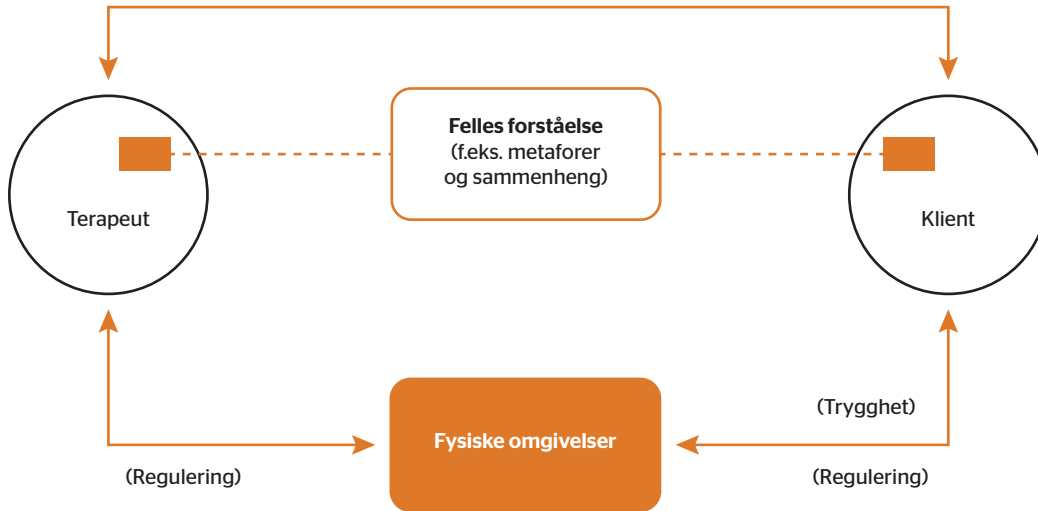 Felles forståelse
(f.eks. metaforer
og sammenheng)
Terapeut
Klient
(Trygghet)
Fysiske omgivelser
(Regulering)
(Regulering)